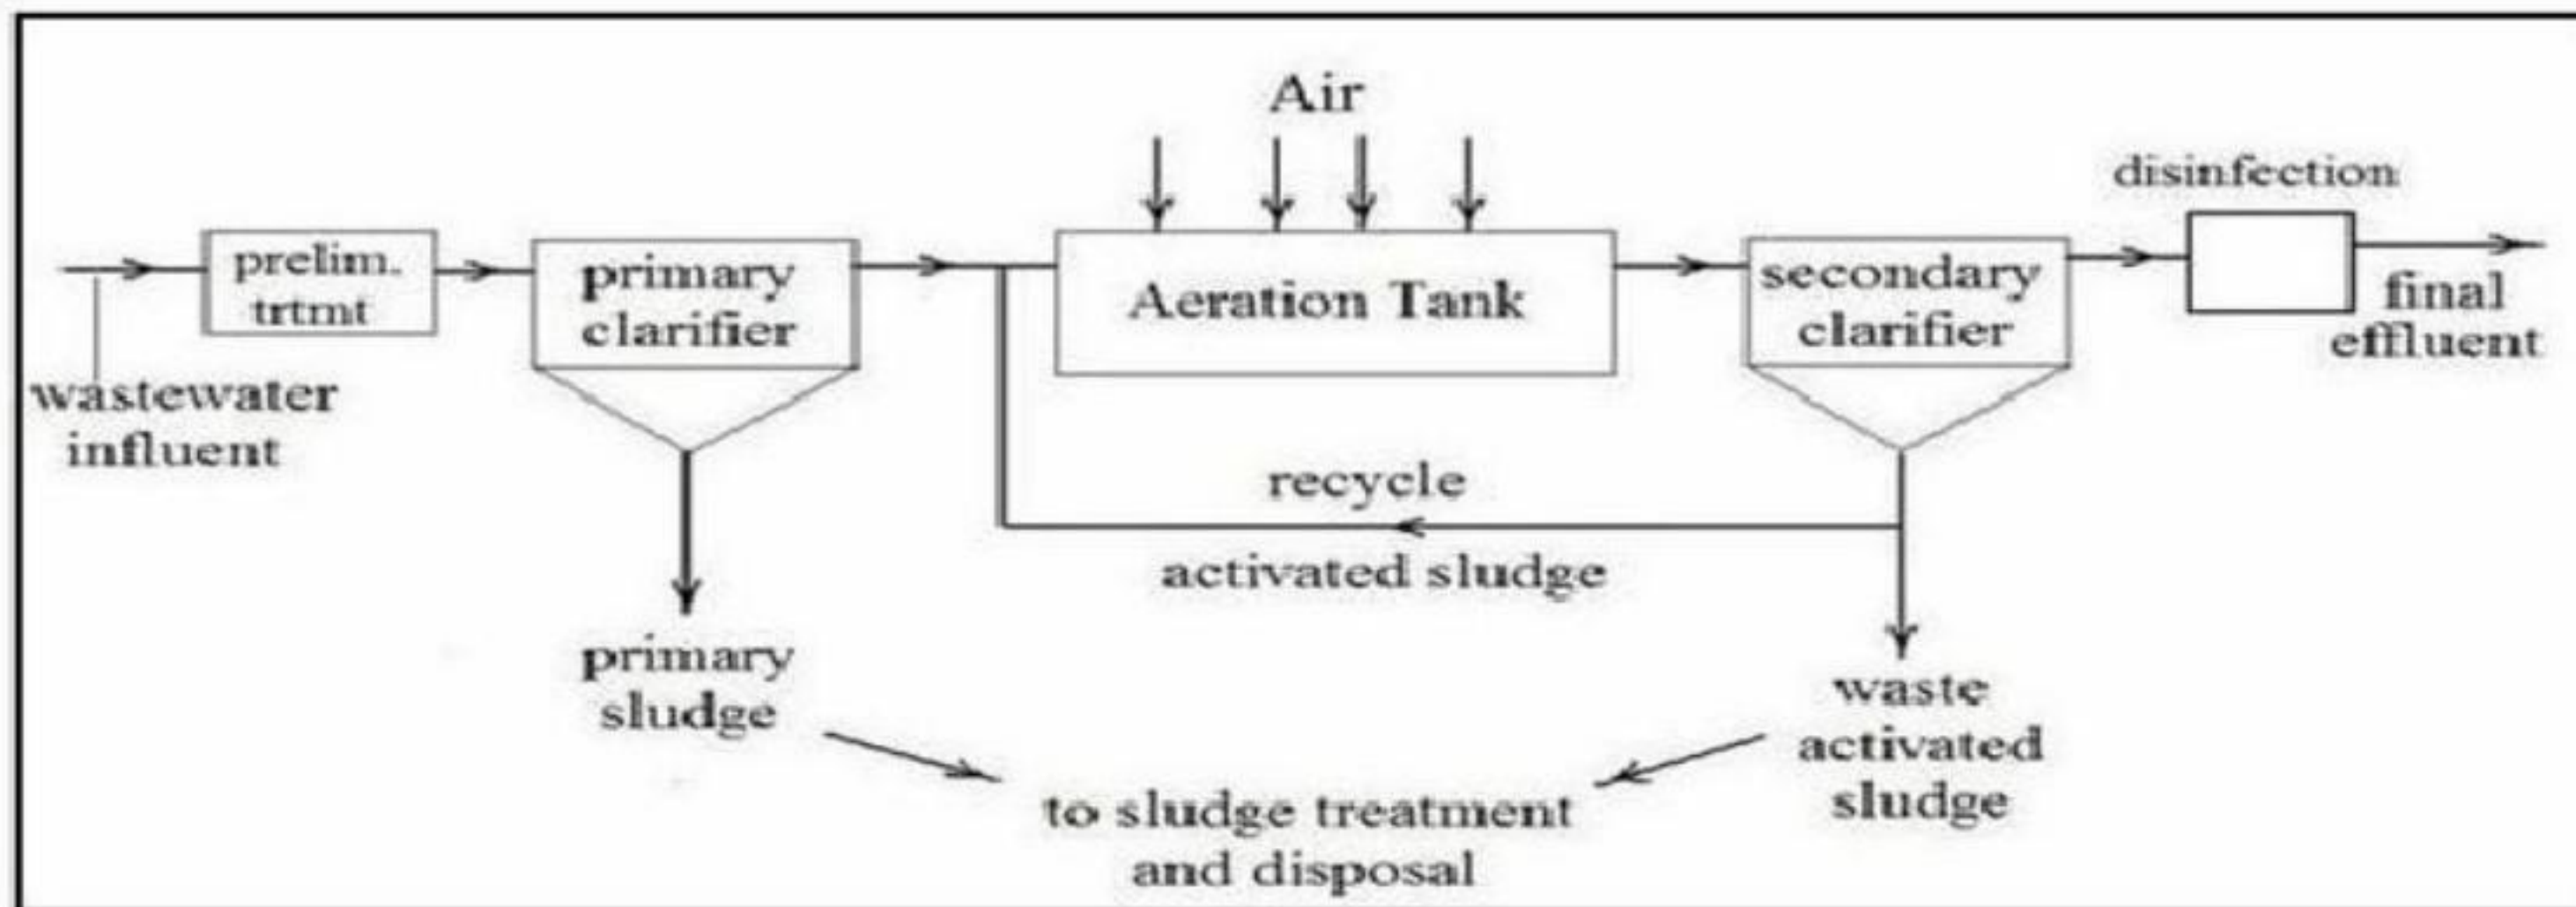 Air
disinfection
prelim.
trtmt
primary
clarifier
Aeration Tank
secondary
clarifier
final
effluent
wastewater
influent
recycle
activated sludge
primary
sludge
waste
activated
sludge
to sludge treatment
and disposal